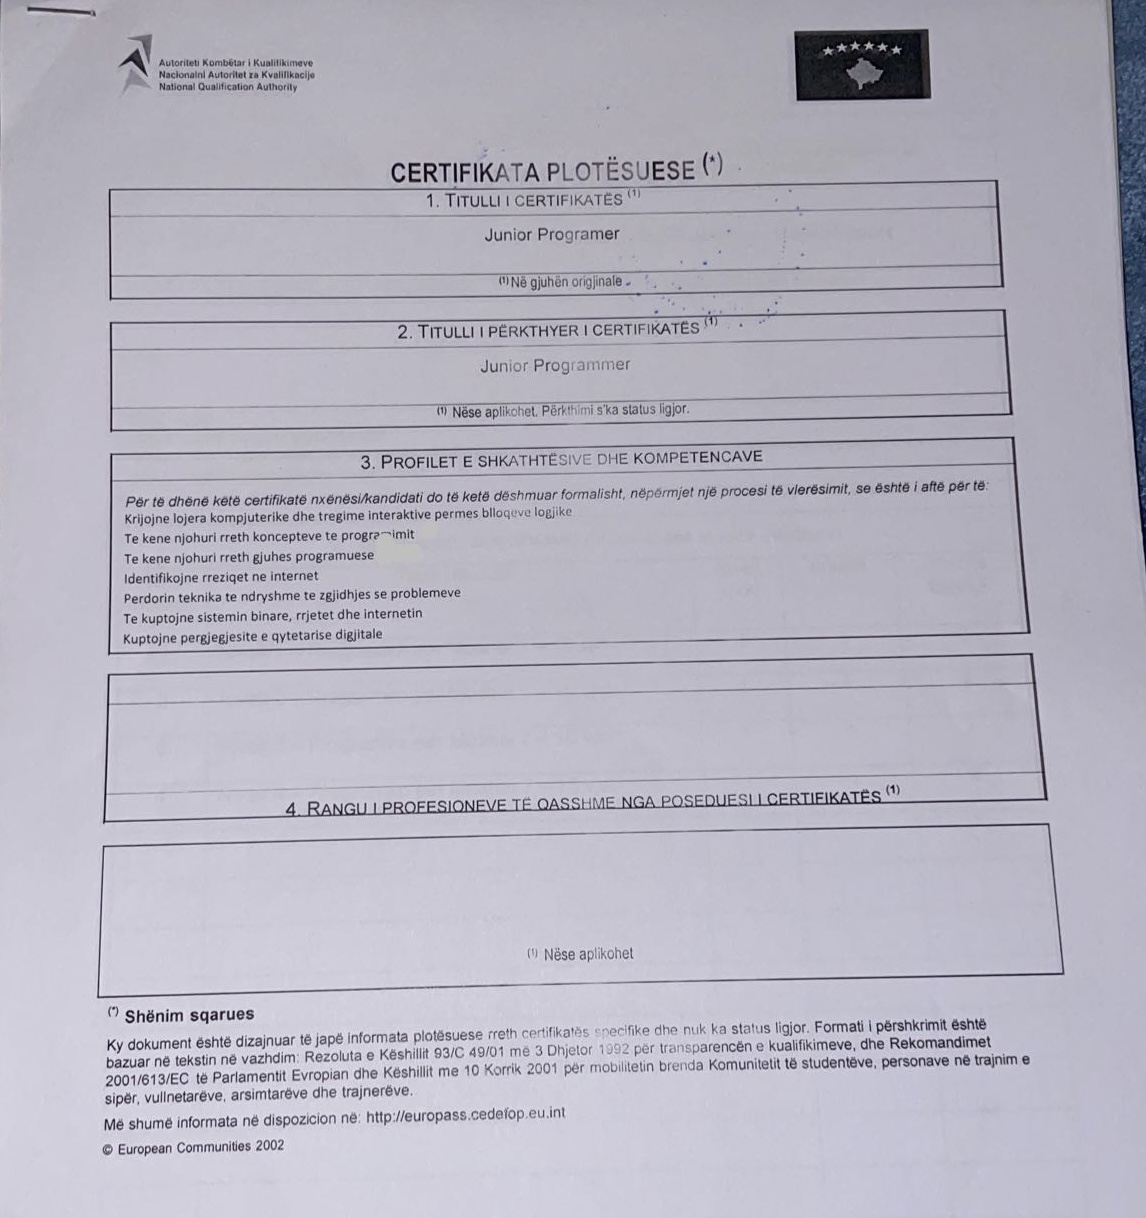 Autoriteti Kombëtar i Kualifikimeve
Nacionalni Autoritet za Kvalifikacije
National Qualification Authority
CERTIFIKATA PLOTËSUESE (*)
1. TITULLI I CERTIFIKATËS (1)
Junior Programer
(1) Në gjuhën origjinale
2. TITULLI I PËRKTHYER I CERTIFIKATËS (1)
Junior Programmer
(1) Nëse aplikohet. Përkthimi s'ka status ligjor.
3. PROFILET E SHKATHTËSIVE DHE KOMPETENCAVE
Për të dhënë këtë certifikatë nxënësi/kandidati do të ketë dëshmuar formalisht, nëpërmjet një procesi të vlerësimit, se është i aftë për të:
Krijojne lojera kompjuterike dhe tregime interaktive permes blloqeve logjike
Te kene njohuri rreth koncepteve te programimit
Te kene njohuri rreth gjuhes programuese
Identifikojne rreziqet ne internet
Perdorin teknika te ndryshme te zgjidhjes se problemeve
Te kuptojne sistemin binare, rrjetet dhe internetin
Kuptojne pergjegjesite e qytetarise digjitale
4. RANGU I PROFESIONEVE TË QASSHME NGA POSEDUESI I CERTIFIKATËS (1)
(1) Nëse aplikohet
(*) Shënim sqarues
Ky dokument është dizajnuar të japë informata plotësuese rreth certifikatës specifike dhe nuk ka status ligjor. Formati i përshkrimit është
bazuar në tekstin në vazhdim: Rezoluta e Këshillit 93/C 49/01 më 3 Dhjetor 1992 për transparencën e kualifikimeve, dhe Rekomandimet
2001/613/EC të Parlamentit Evropian dhe Këshillit me 10 Korrik 2001 për mobilitetin brenda Komunitetit të studentëve, personave në trajnim e
sipër, vullnetarëve, arsimtarëve dhe trajnerëve.
Më shumë informata në dispozicion në: http://europass.cedefop.eu.int
© European Communities 2002